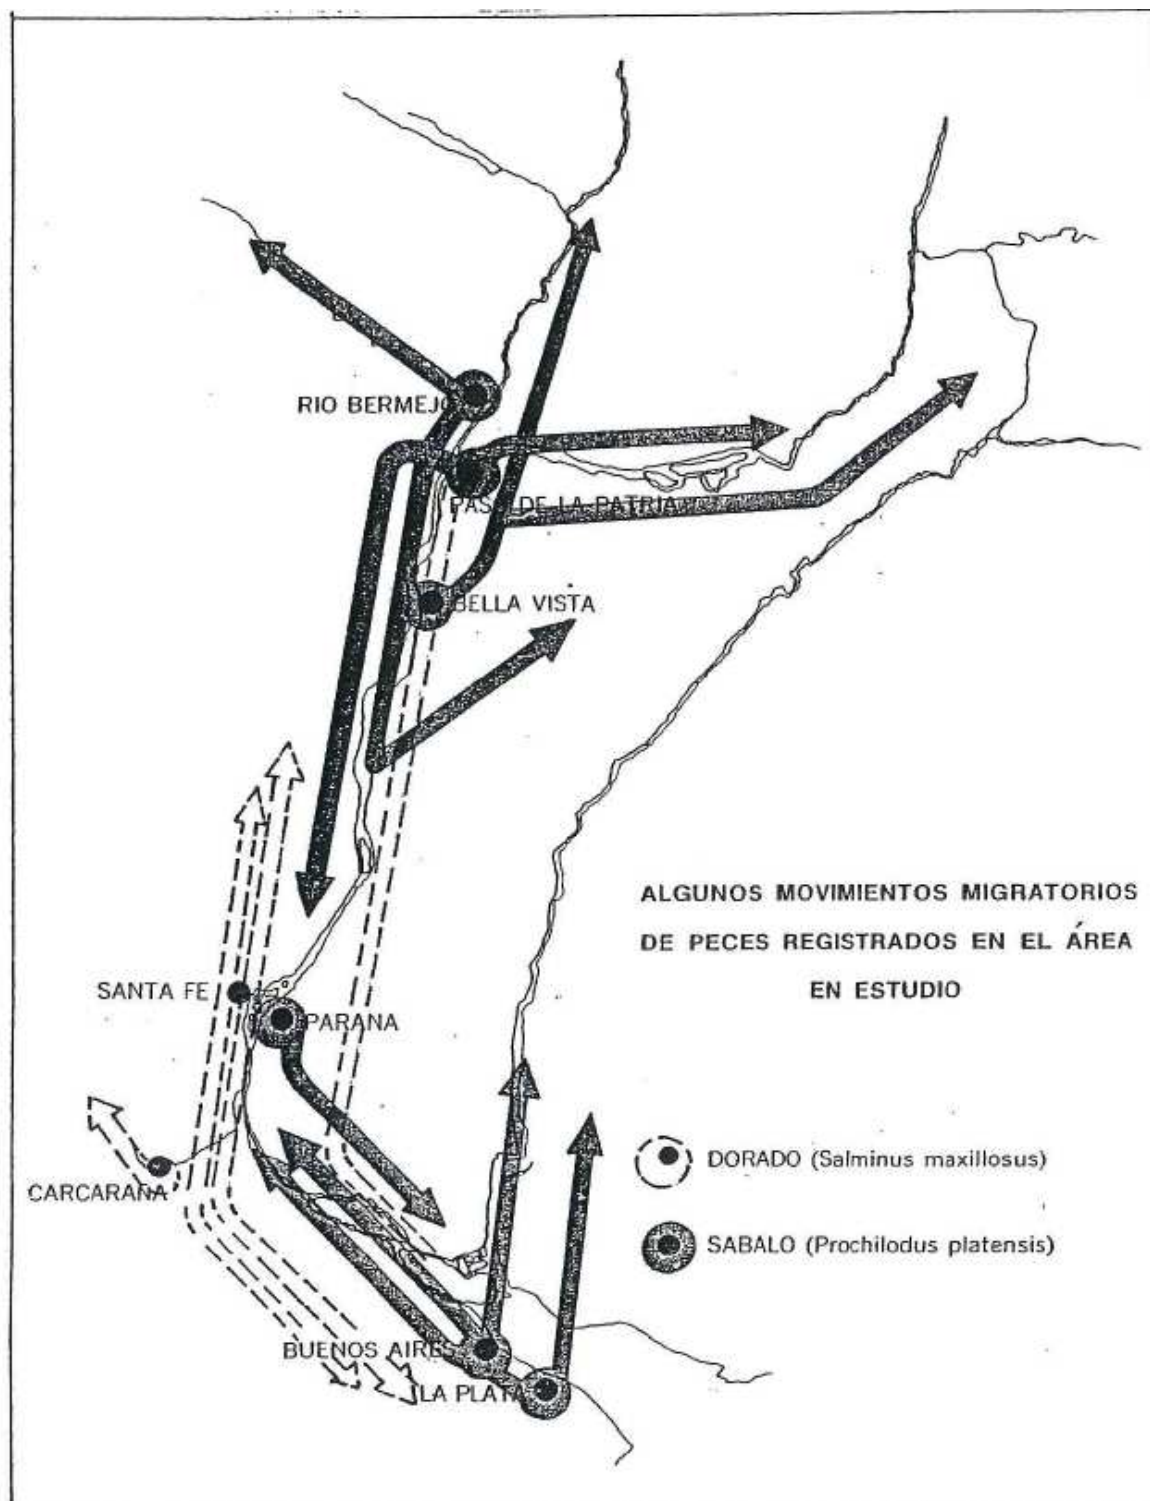 RIO BERMEJO
PASO DE LA PATRIA
BELLA VISTA
ALGUNOS MOVIMIENTOS MIGRATORIOS
DE PECES REGISTRADOS EN EL ÁREA
EN ESTUDIO
SANTA FE
PARANA
DORADO (Salminus maxillosus)
CARCARAÑA
SABALO (Prochilodus platensis)
BUENOS AIRES
LA PLATA